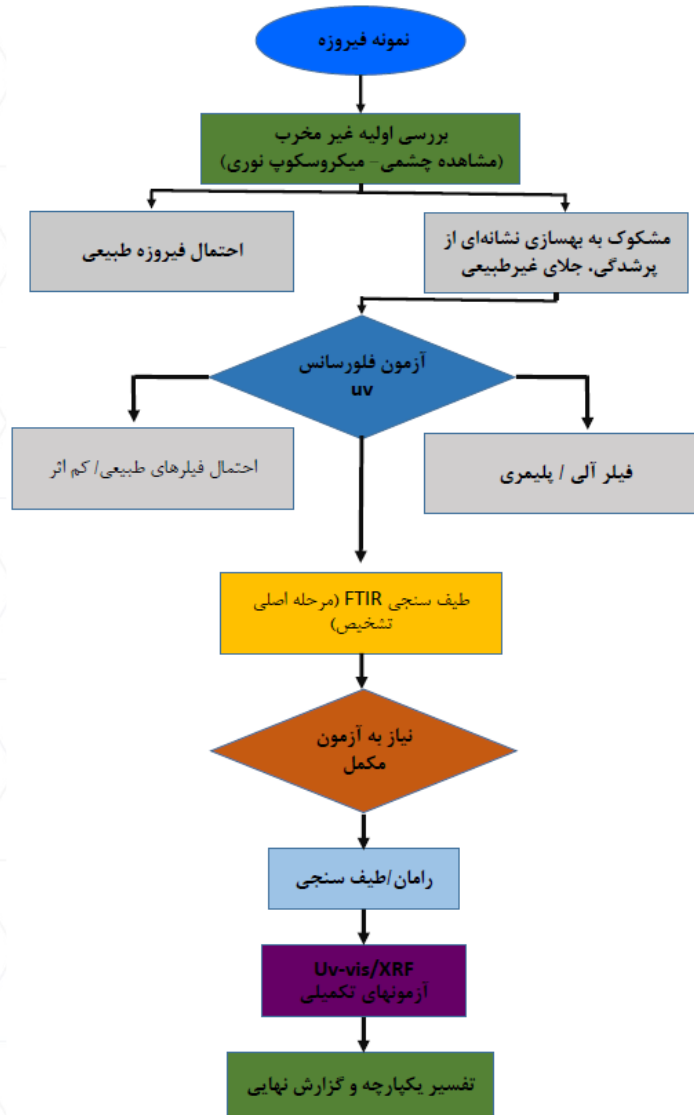 نمونه فیروزه
بررسی اولیه غیر مخرب
(مشاهده چشمی- میکروسکوپ نوری)
مشکوک به بهسازی نشانه‌ای از
پرشدگی. جلای غیرطبیعی
احتمال فیروزه طبیعی
آزمون فلورسانس
uv
فیلر آلی / پلیمری
احتمال فیلرهای طبیعی/ کم اثر
طیف سنجی FTIR (مرحله اصلی
تشخیص)
نیاز به آزمون
مکمل
رامان/طیف سنجی
Uv-vis/XRF
آزمونهای تکمیلی
تفسیر یکپارچه و گزارش نهایی